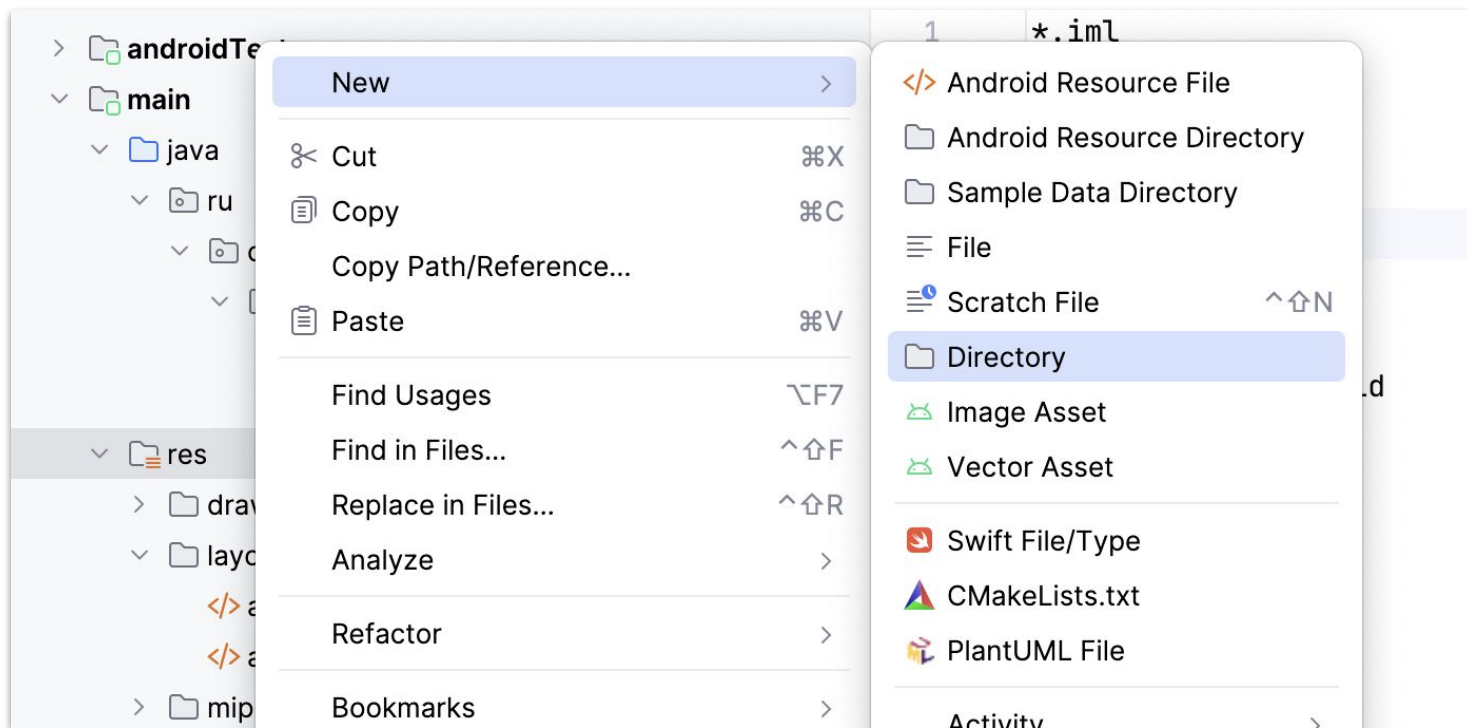 androidTe
main
java
ru
res
layo
mip
New
Cut ⌘X
Copy ⌘C
Copy Path/Reference...
Paste ⌘V
Find Usages ⌥F7
Find in Files... ^⇧F
Replace in Files... ^⇧R
Analyze
Refactor
Bookmarks
1 *.iml
Android Resource File
Android Resource Directory
Sample Data Directory
File
Scratch File ^⇧N
Directory
Image Asset
Vector Asset
Swift File/Type
CMakeLists.txt
PlantUML File
Activity